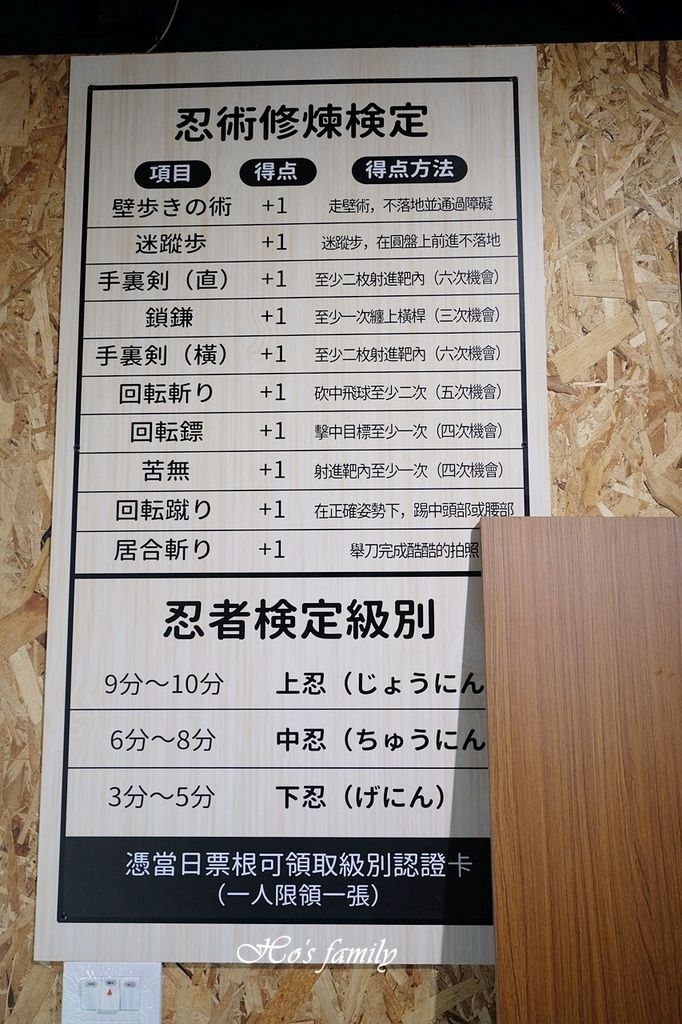 忍術修煉検定
項目 得点 得点方法
壁歩きの術 +1 走壁術，不落地並通過障礙
迷蹤步 +1 迷蹤步，在圓盤上前進不落地
手裏剣（直） +1 至少二枚射進靶內（六次機會）
鎖鎌 +1 至少一次纏上橫桿（三次機會）
手裏剣（橫） +1 至少二枚射進靶內（六次機會）
回転斬り +1 砍中飛球至少二次（五次機會）
回転鏢 +1 擊中目標至少一次（四次機會）
苦無 +1 射進靶內至少一次（四次機會）
回転蹴り +1 在正確姿勢下，踢中頭部或腰部
居合斬り +1 舉刀完成酷酷的拍照
忍者検定級別
9分～10分 上忍（じょうにん
6分～8分 中忍（ちゅうにん
3分～5分 下忍（げにん）
憑當日票根可領取級別認證卡
（一人限領一張）
Ho's family